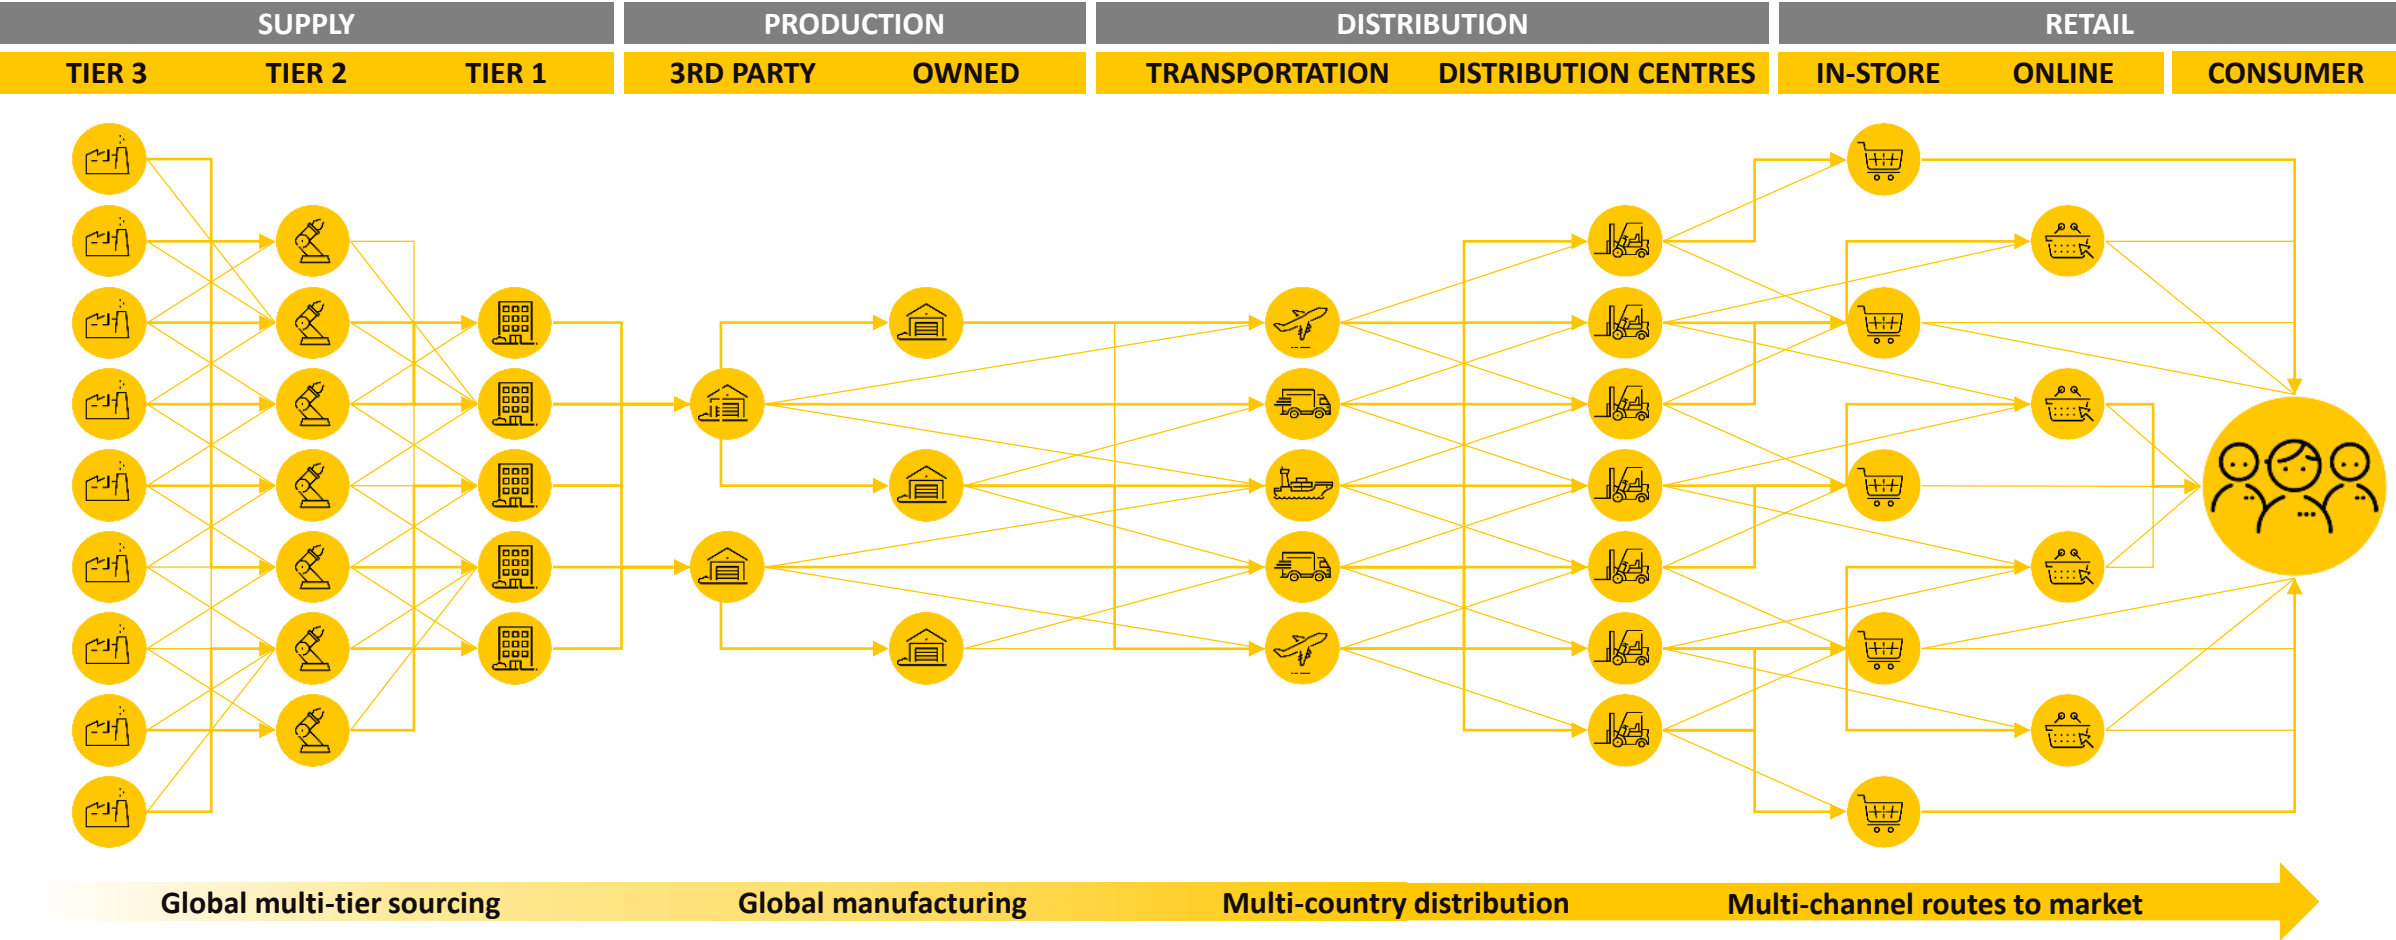 SUPPLY PRODUCTION DISTRIBUTION RETAIL
TIER 3 TIER 2 TIER 1 3RD PARTY OWNED TRANSPORTATION DISTRIBUTION CENTRES IN-STORE ONLINE CONSUMER
Global multi-tier sourcing Global manufacturing Multi-country distribution Multi-channel routes to market